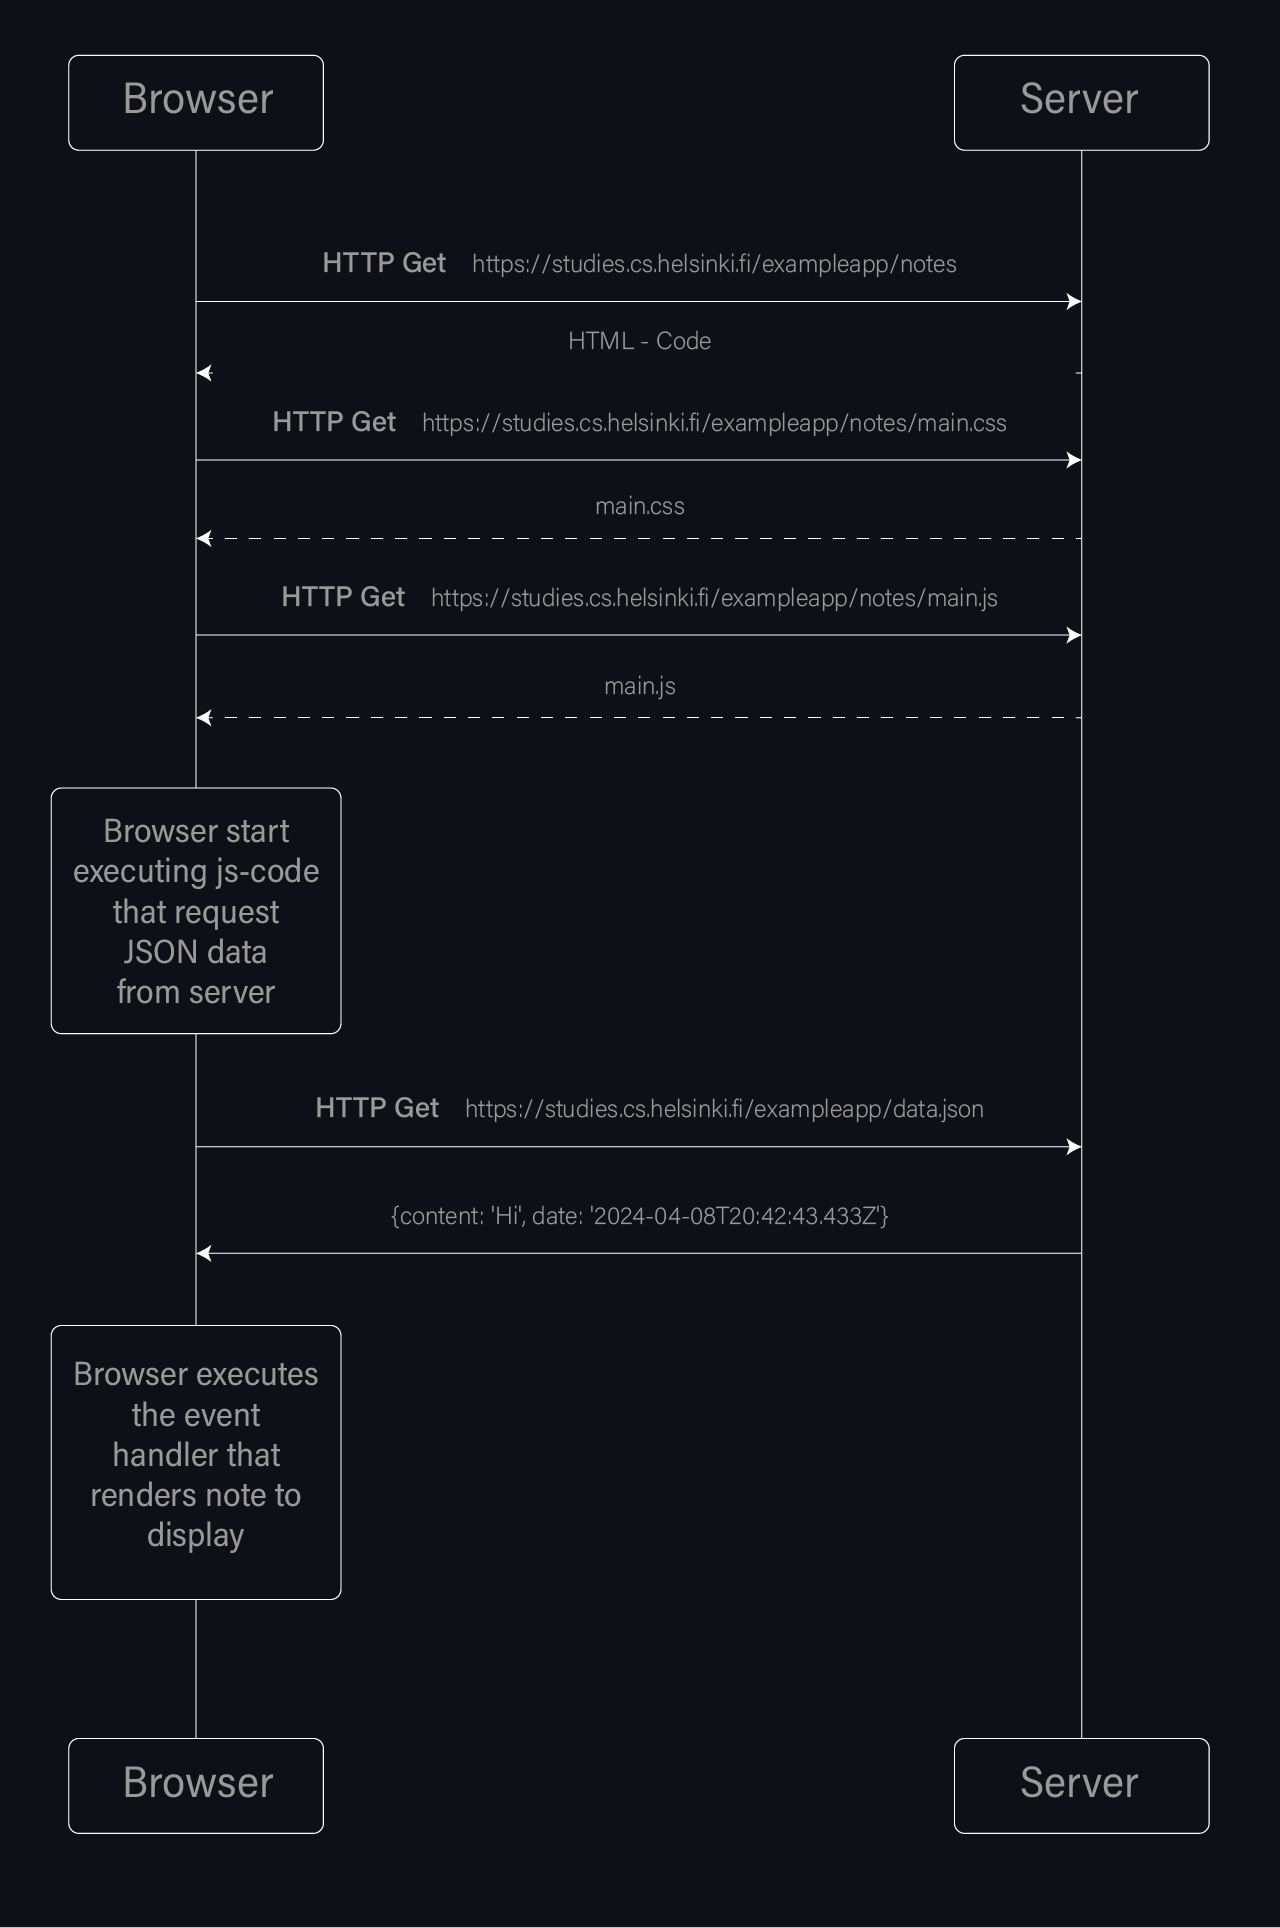 Browser
Server
HTTP Get https://studies.cs.helsinki.fi/exampleapp/notes
HTML - Code
HTTP Get https://studies.cs.helsinki.fi/exampleapp/notes/main.css
main.css
HTTP Get https://studies.cs.helsinki.fi/exampleapp/notes/main.js
main.js
Browser start
executing js-code
that request
JSON data
from server
HTTP Get https://studies.cs.helsinki.fi/exampleapp/data.json
{content: 'Hi', date: '2024-04-08T20:42:43.433Z'}
Browser executes
the event
handler that
renders note to
display
Browser
Server